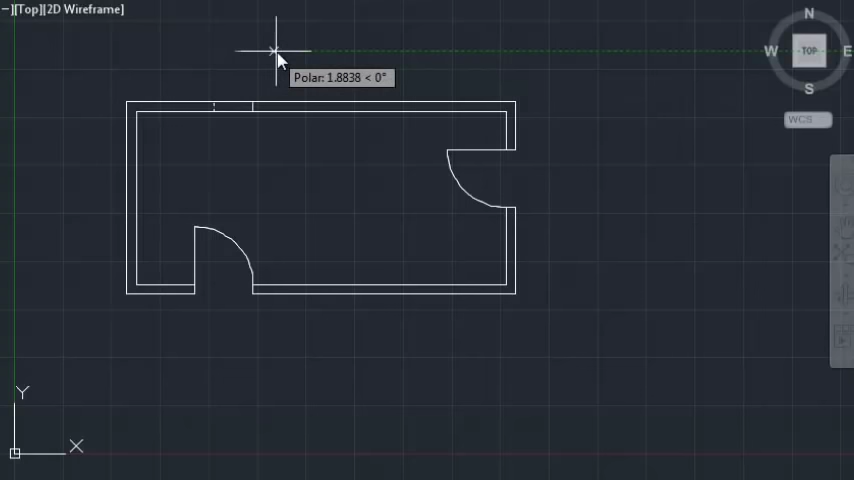 −][Top][2D Wireframe]
N
W
TOP
E
S
Polar: 1.8838 < 0°
WCS
Y
X